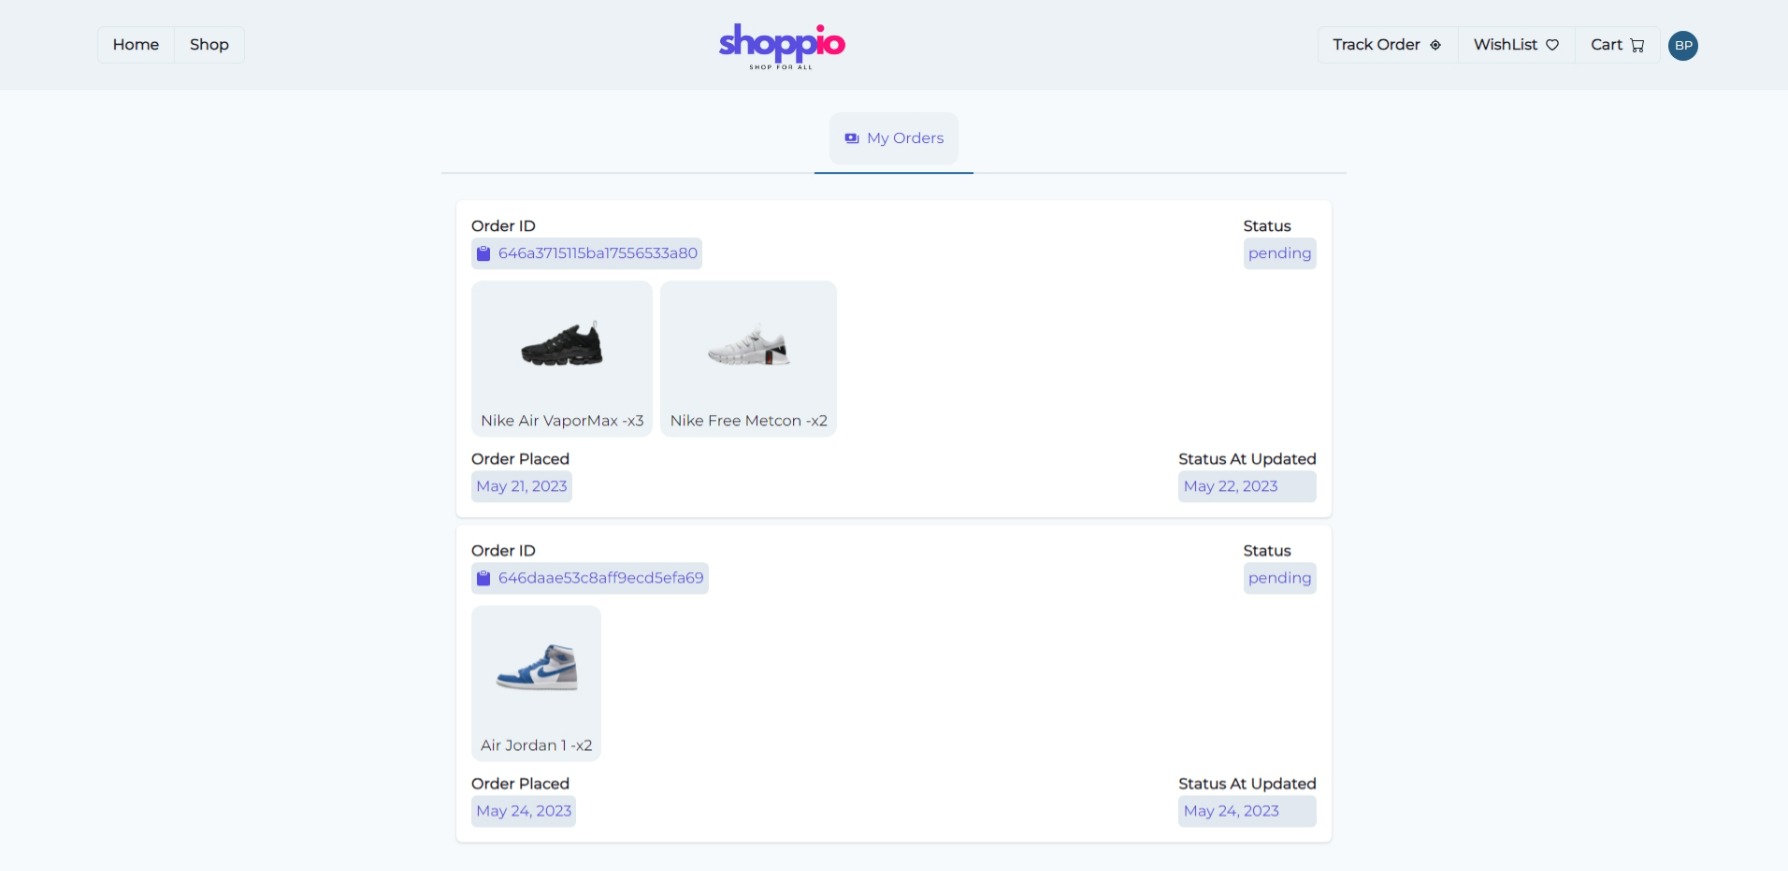 Home Shop
shoppio
SHOP FOR ALL
Track Order WishList Cart BP
My Orders
Order ID Status
646a3715115ba17556533a80 pending
Nike Air VaporMax -x3 Nike Free Metcon -x2
Order Placed Status At Updated
May 21, 2023 May 22, 2023
Order ID Status
646daae53c8aff9ecd5efa69 pending
Air Jordan 1 -x2
Order Placed Status At Updated
May 24, 2023 May 24, 2023